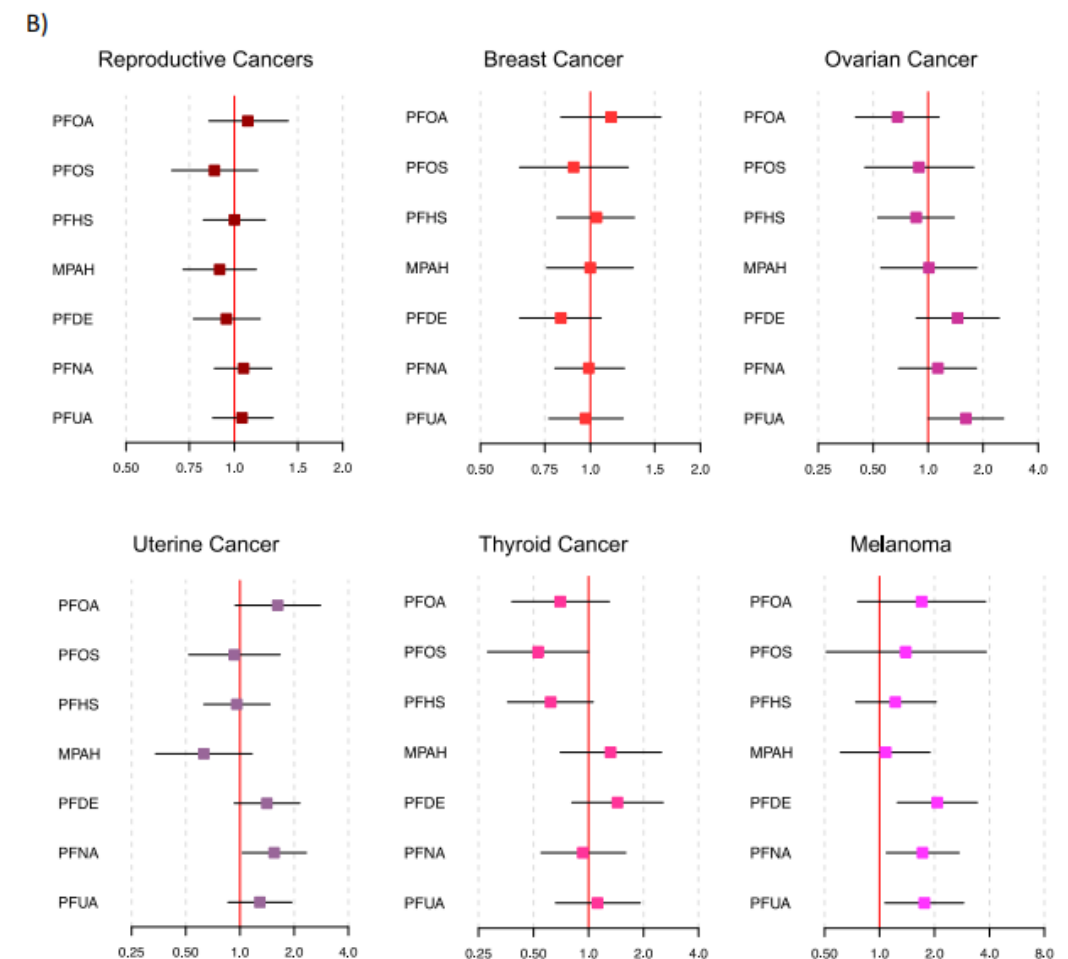 B)
Reproductive Cancers
PFOA
PFOS
PFHS
MPAH
PFDE
PFNA
PFUA
0.50 0.75 1.0 1.5 2.0
Breast Cancer
PFOA
PFOS
PFHS
MPAH
PFDE
PFNA
PFUA
0.50 0.75 1.0 1.5 2.0
Ovarian Cancer
PFOA
PFOS
PFHS
MPAH
PFDE
PFNA
PFUA
0.25 0.50 1.0 2.0 4.0
Uterine Cancer
PFOA
PFOS
PFHS
MPAH
PFDE
PFNA
PFUA
0.25 0.50 1.0 2.0 4.0
Thyroid Cancer
PFOA
PFOS
PFHS
MPAH
PFDE
PFNA
PFUA
0.25 0.50 1.0 2.0 4.0
Melanoma
PFOA
PFOS
PFHS
MPAH
PFDE
PFNA
PFUA
0.50 1.0 2.0 4.0 8.0